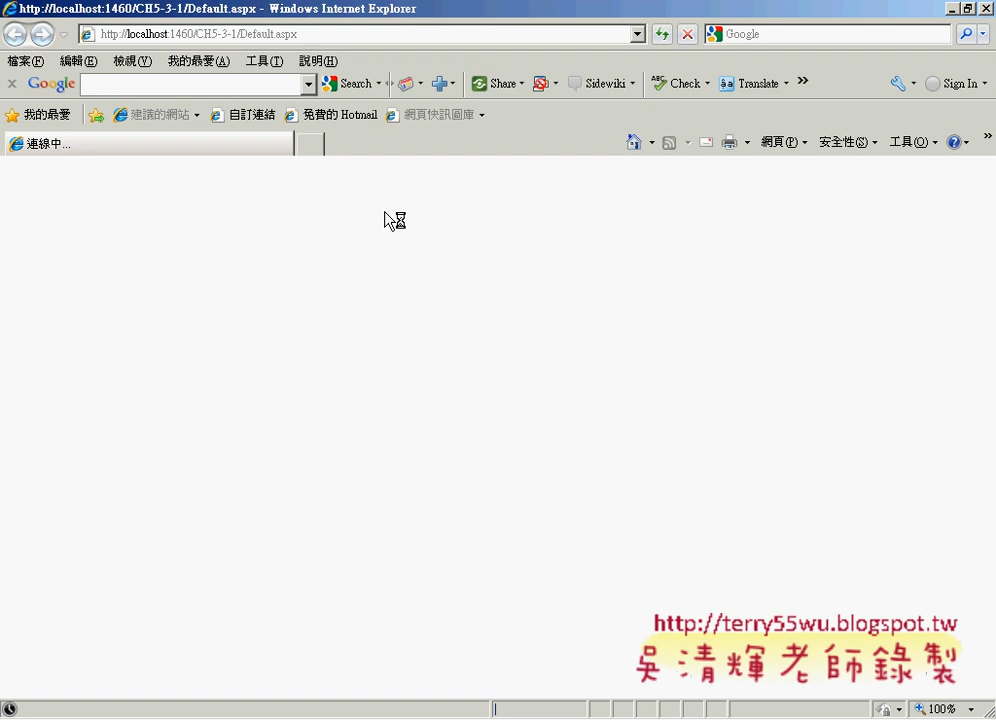 http://localhost:1460/CH5-3-1/Default.aspx - Windows Internet Explorer
http://localhost:1460/CH5-3-1/Default.aspx
Google
檔案(F) 編輯(E) 檢視(V) 我的最愛(A) 工具(T) 說明(H)
x Google Search Share Sidewiki Check Translate Sign In
我的最愛 建議的網站 自訂連結 免費的 Hotmail 網頁快訊圖庫
連線中... 網頁(P) 安全性(S) 工具(O)
http://terry55wu.blogspot.tw
吳清輝老師錄製
100%